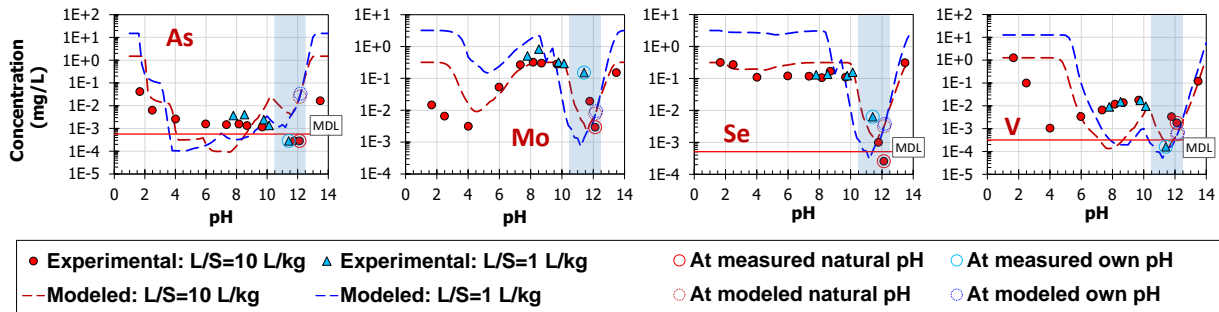 Concentration
(mg/L)
1E+2
1E+1
1E+0
1E-1
1E-2
1E-3
1E-4
1E-5
As
MDL
0 2 4 6 8 10 12 14
pH
1E+2
1E+1
1E+0
1E-1
1E-2
1E-3
1E-4
Mo
0 2 4 6 8 10 12 14
pH
1E+2
1E+1
1E+0
1E-1
1E-2
1E-3
1E-4
Se
MDL
0 2 4 6 8 10 12 14
pH
1E+2
1E+1
1E+0
1E-1
1E-2
1E-3
1E-4
1E-5
V
MDL
0 2 4 6 8 10 12 14
pH
Experimental: L/S=10 L/kg
Experimental: L/S=1 L/kg
At measured natural pH
At measured own pH
Modeled: L/S=10 L/kg
Modeled: L/S=1 L/kg
At modeled natural pH
At modeled own pH